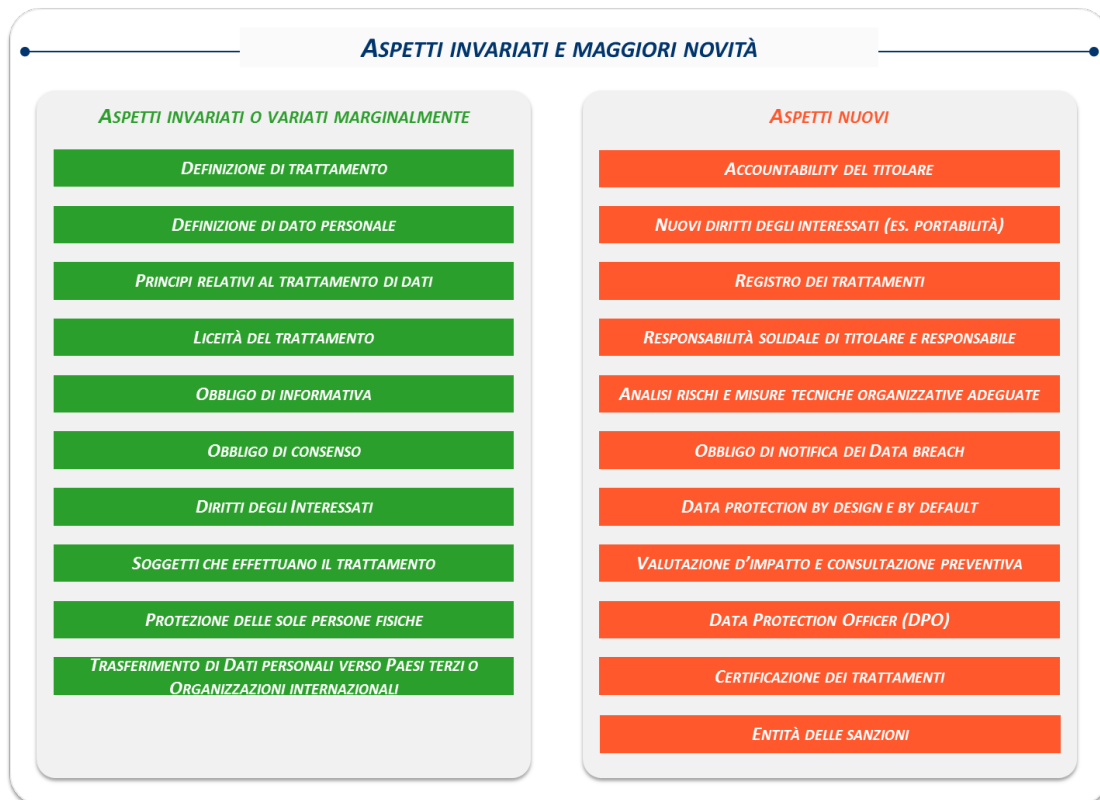 ASPETTI INVARIATI E MAGGIORI NOVITÀ
ASPETTI INVARIATI O VARIATI MARGINALMENTE
DEFINIZIONE DI TRATTAMENTO
DEFINIZIONE DI DATO PERSONALE
PRINCIPI RELATIVI AL TRATTAMENTO DI DATI
LICEITÀ DEL TRATTAMENTO
OBBLIGO DI INFORMATIVA
OBBLIGO DI CONSENSO
DIRITTI DEGLI INTERESSATI
SOGGETTI CHE EFFETTUANO IL TRATTAMENTO
PROTEZIONE DELLE SOLE PERSONE FISICHE
TRASFERIMENTO DI DATI PERSONALI VERSO PAESI TERZI O
ORGANIZZAZIONI INTERNAZIONALI
ASPETTI NUOVI
ACCOUNTABILITY DEL TITOLARE
NUOVI DIRITTI DEGLI INTERESSATI (ES. PORTABILITÀ)
REGISTRO DEI TRATTAMENTI
RESPONSABILITÀ SOLIDALE DI TITOLARE E RESPONSABILE
ANALISI RISCHI E MISURE TECNICHE ORGANIZZATIVE ADEGUATE
OBBLIGO DI NOTIFICA DEI DATA BREACH
DATA PROTECTION BY DESIGN E BY DEFAULT
VALUTAZIONE D’IMPATTO E CONSULTAZIONE PREVENTIVA
DATA PROTECTION OFFICER (DPO)
CERTIFICAZIONE DEI TRATTAMENTI
ENTITÀ DELLE SANZIONI